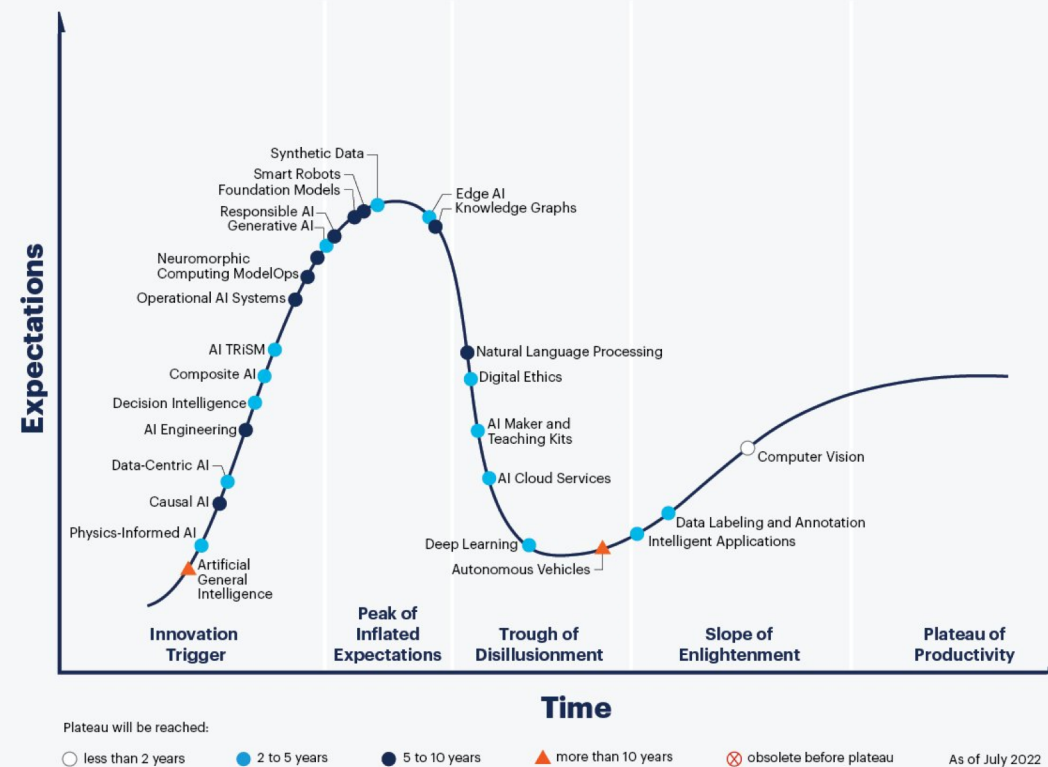 Expectations
Synthetic Data
Smart Robots
Foundation Models
Responsible AI
Generative AI
Neuromorphic
Computing ModelOps
Operational AI Systems
AI TRiSM
Composite AI
Decision Intelligence
AI Engineering
Data-Centric AI
Causal AI
Physics-Informed AI
Artificial
General
Intelligence
Edge AI
Knowledge Graphs
Natural Language Processing
Digital Ethics
AI Maker and
Teaching Kits
AI Cloud Services
Deep Learning
Autonomous Vehicles
Computer Vision
Data Labeling and Annotation
Intelligent Applications
Innovation
Trigger
Peak of
Inflated
Expectations
Trough of
Disillusionment
Slope of
Enlightenment
Plateau of
Productivity
Time
Plateau will be reached:
less than 2 years
2 to 5 years
5 to 10 years
more than 10 years
obsolete before plateau
As of July 2022